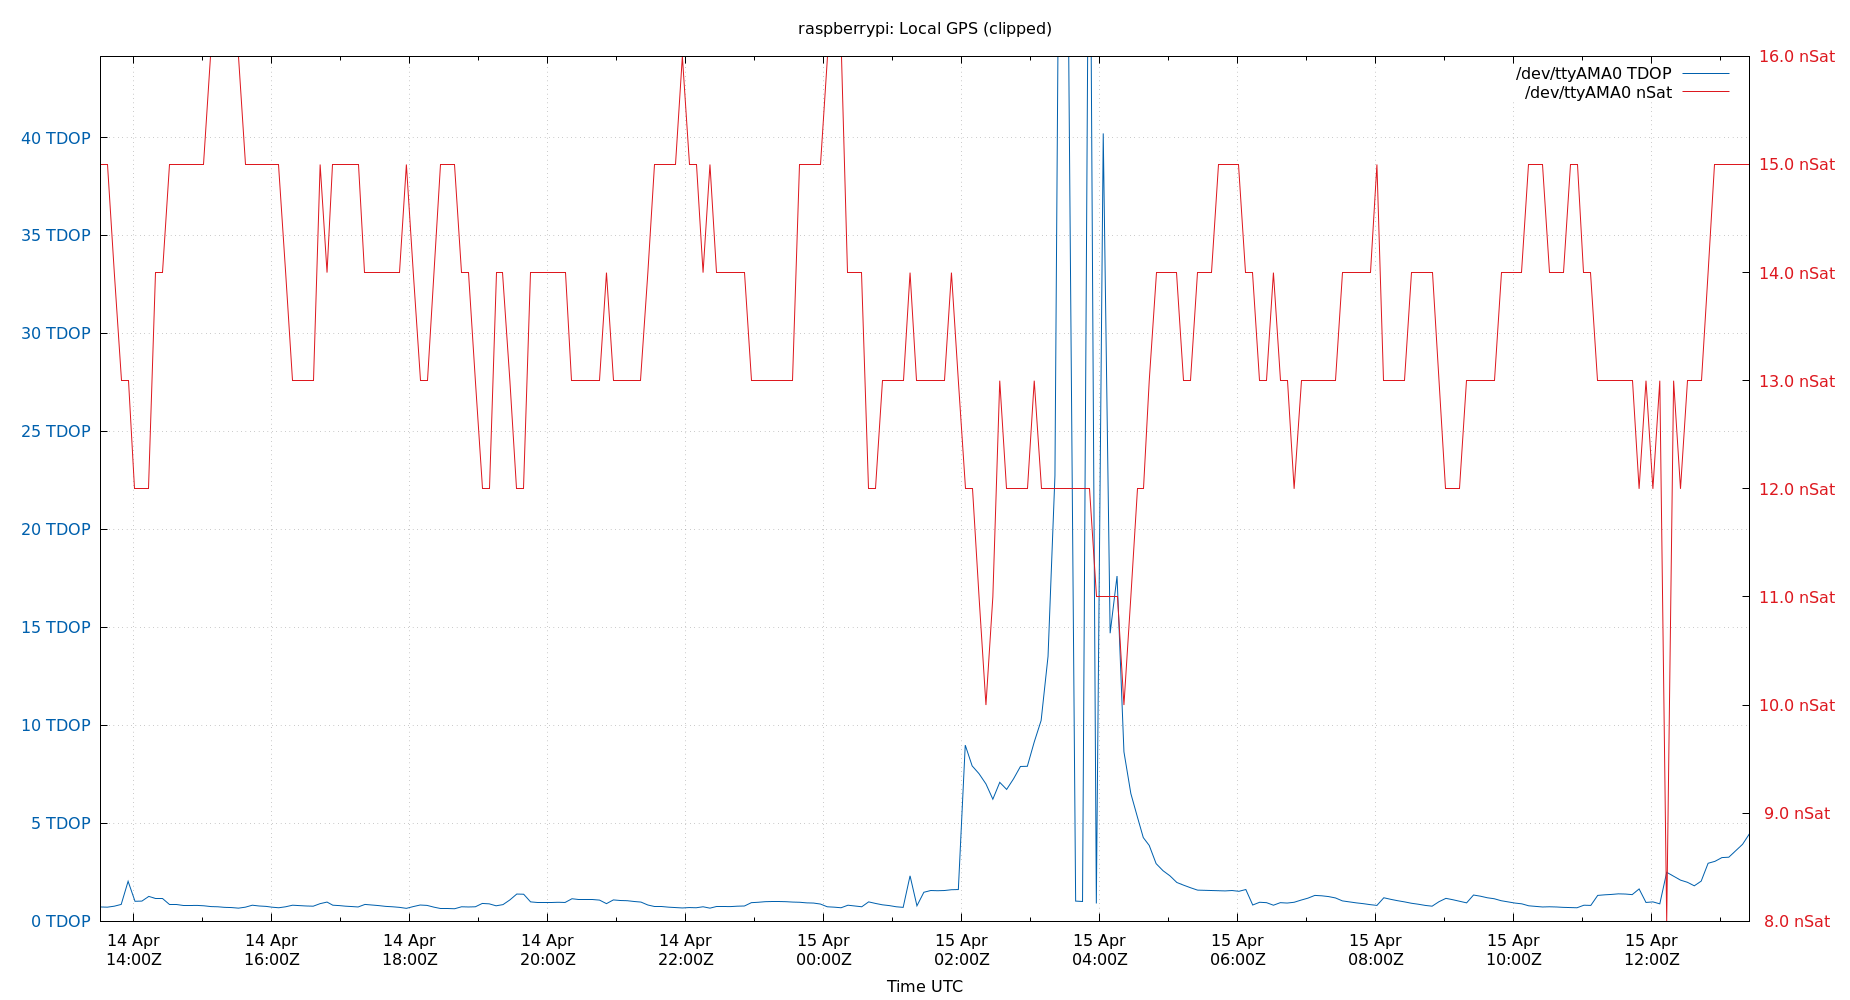 raspberrypi: Local GPS (clipped)
/dev/ttyAMA0 TDOP
/dev/ttyAMA0 nSat
40 TDOP
35 TDOP
30 TDOP
25 TDOP
20 TDOP
15 TDOP
10 TDOP
5 TDOP
0 TDOP
16.0 nSat
15.0 nSat
14.0 nSat
13.0 nSat
12.0 nSat
11.0 nSat
10.0 nSat
9.0 nSat
8.0 nSat
14 Apr
14:00Z
14 Apr
16:00Z
14 Apr
18:00Z
14 Apr
20:00Z
14 Apr
22:00Z
15 Apr
00:00Z
15 Apr
02:00Z
15 Apr
04:00Z
15 Apr
06:00Z
15 Apr
08:00Z
15 Apr
10:00Z
15 Apr
12:00Z
Time UTC